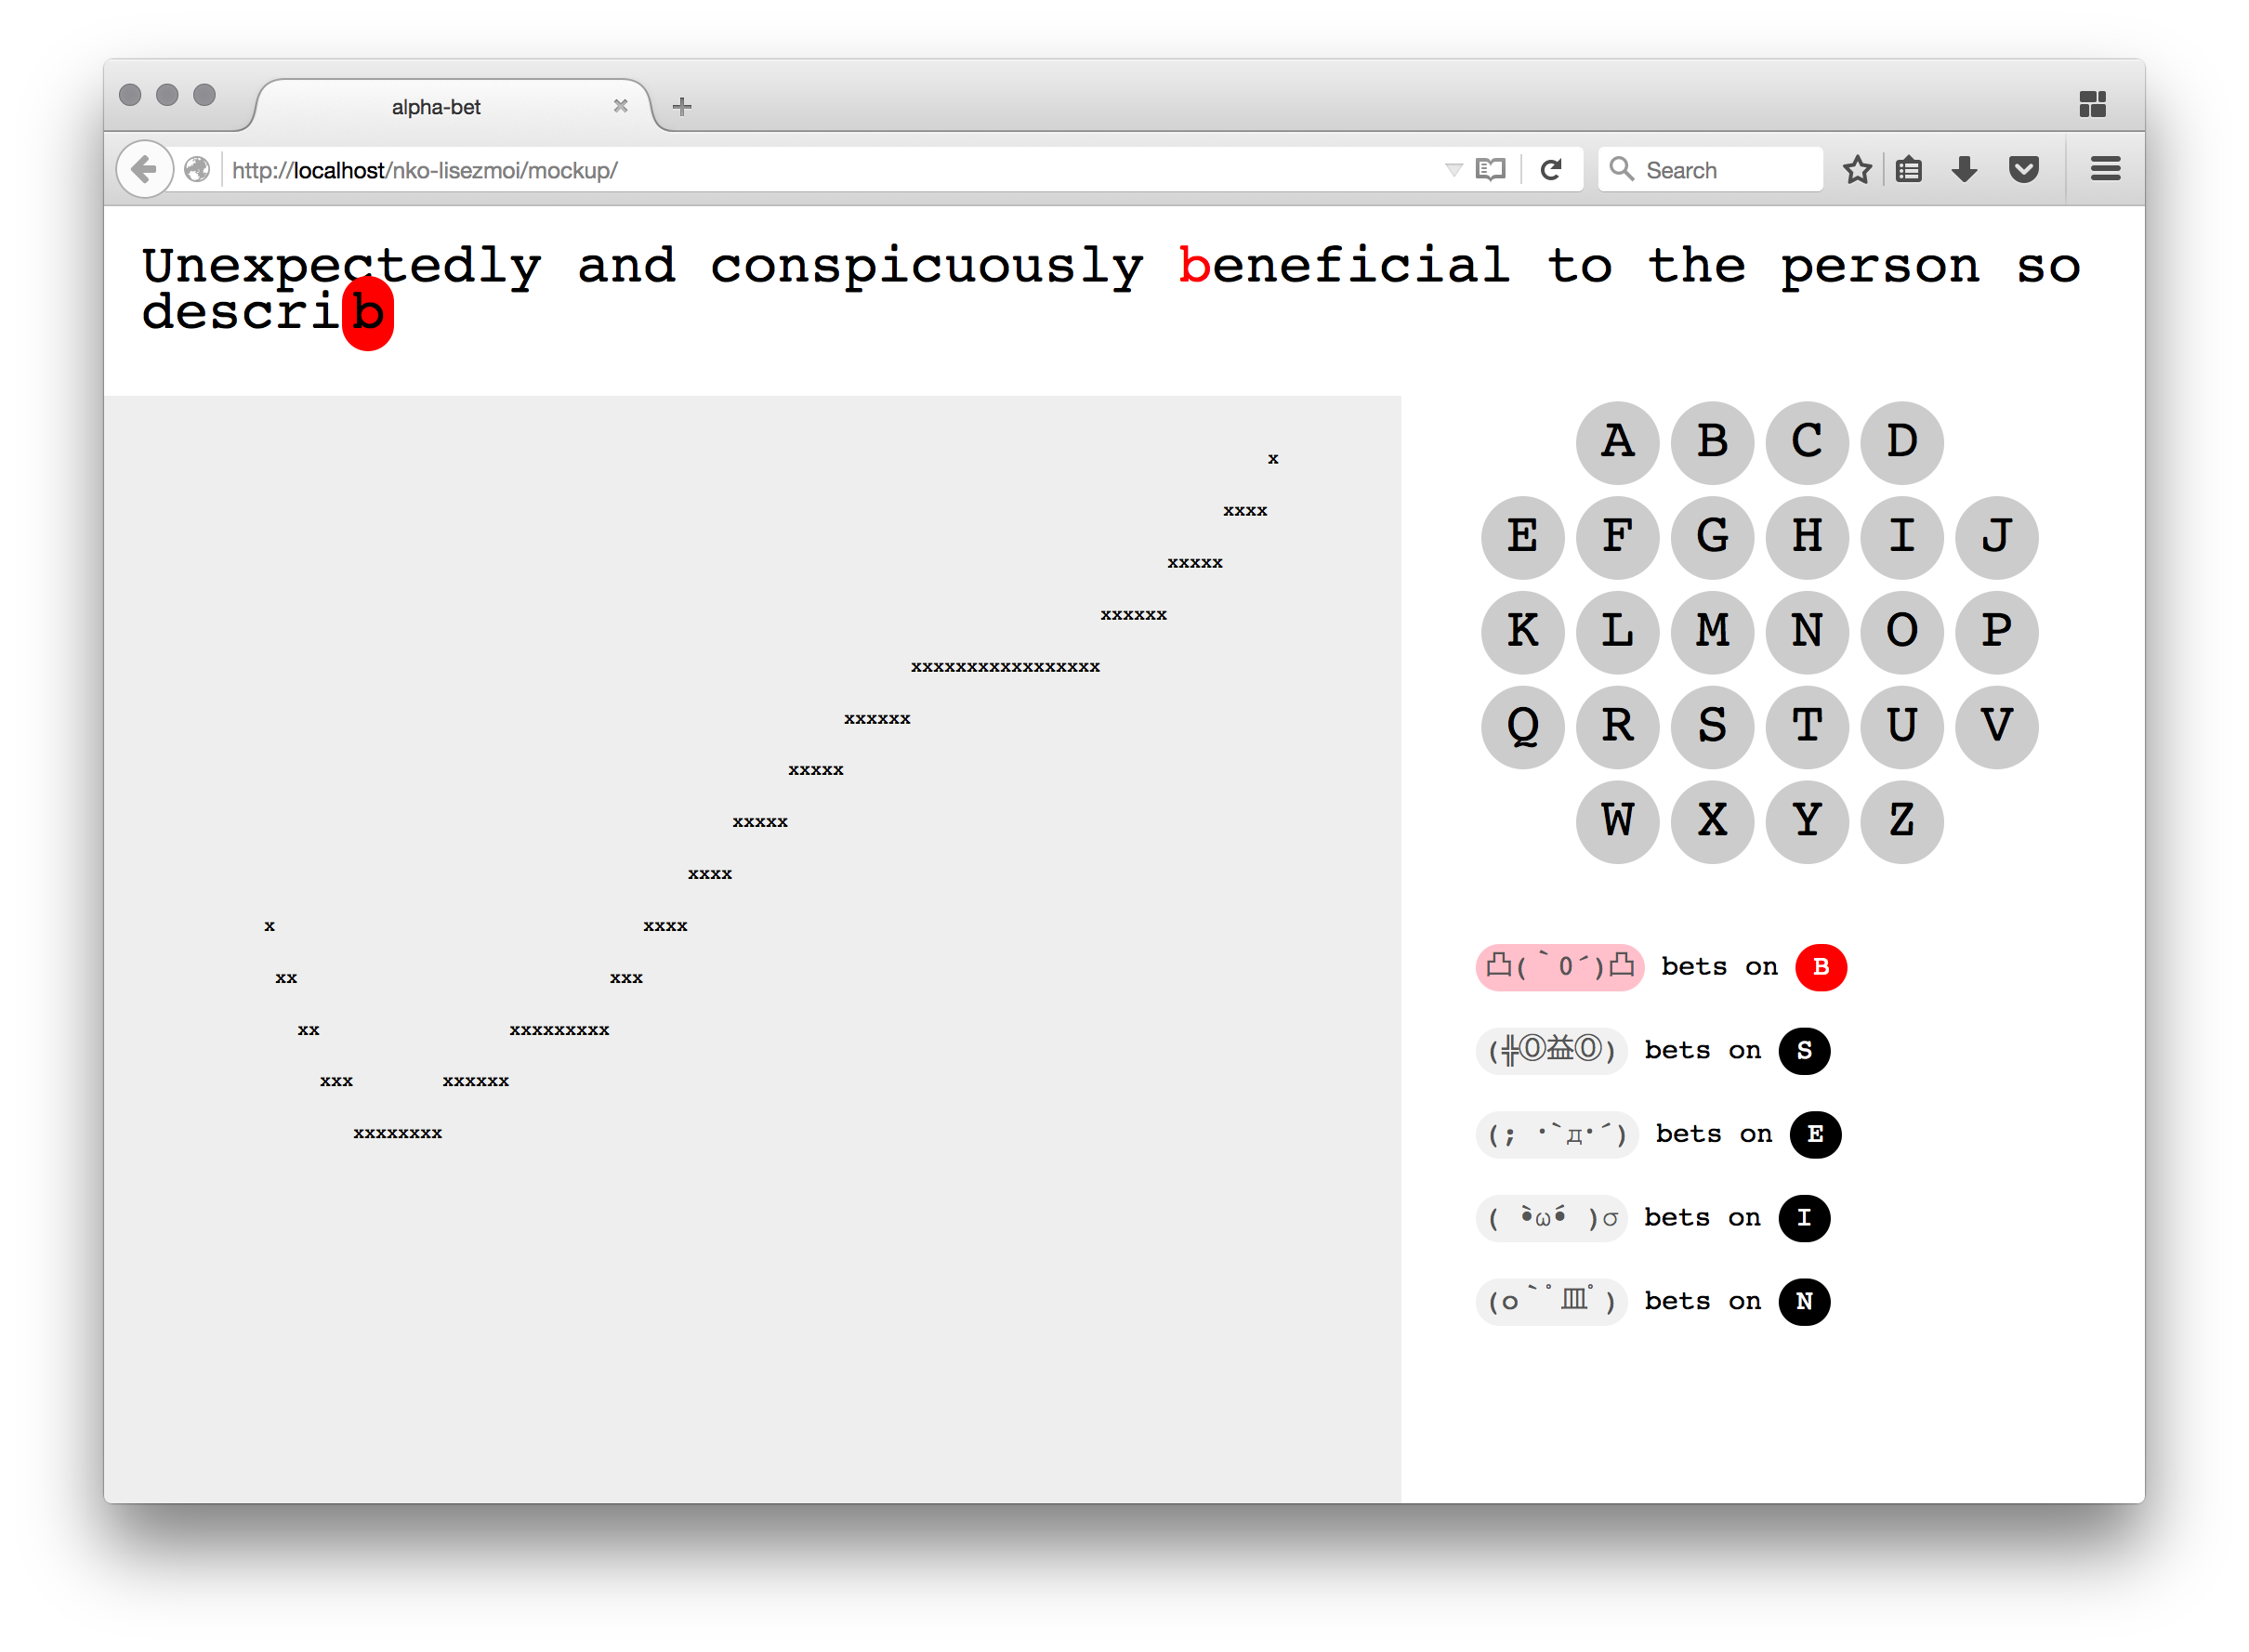 alpha-bet
http://localhost/nko-lisezmoi/mockup/
Search
Unexpectedly and conspicuously beneficial to the person so
describ
x
xxxx
xxxxx
xxxxxx
xxxxxxxxxxxxxxxxx
xxxxxx
xxxxx
xxxxx
xxxx
x xxxx
xx xxx
xx xxxxxxxxx
xxx xxxxxx
xxxxxxxx
A B C D
E F G H I J
K L M N O P
Q R S T U V
W X Y Z
凸(｀0´)凸 bets on B
(╬⓪益⓪) bets on S
(; ･`д･´) bets on E
( •̀ω•́ )σ bets on I
(o｀ﾟ皿ﾟ) bets on N